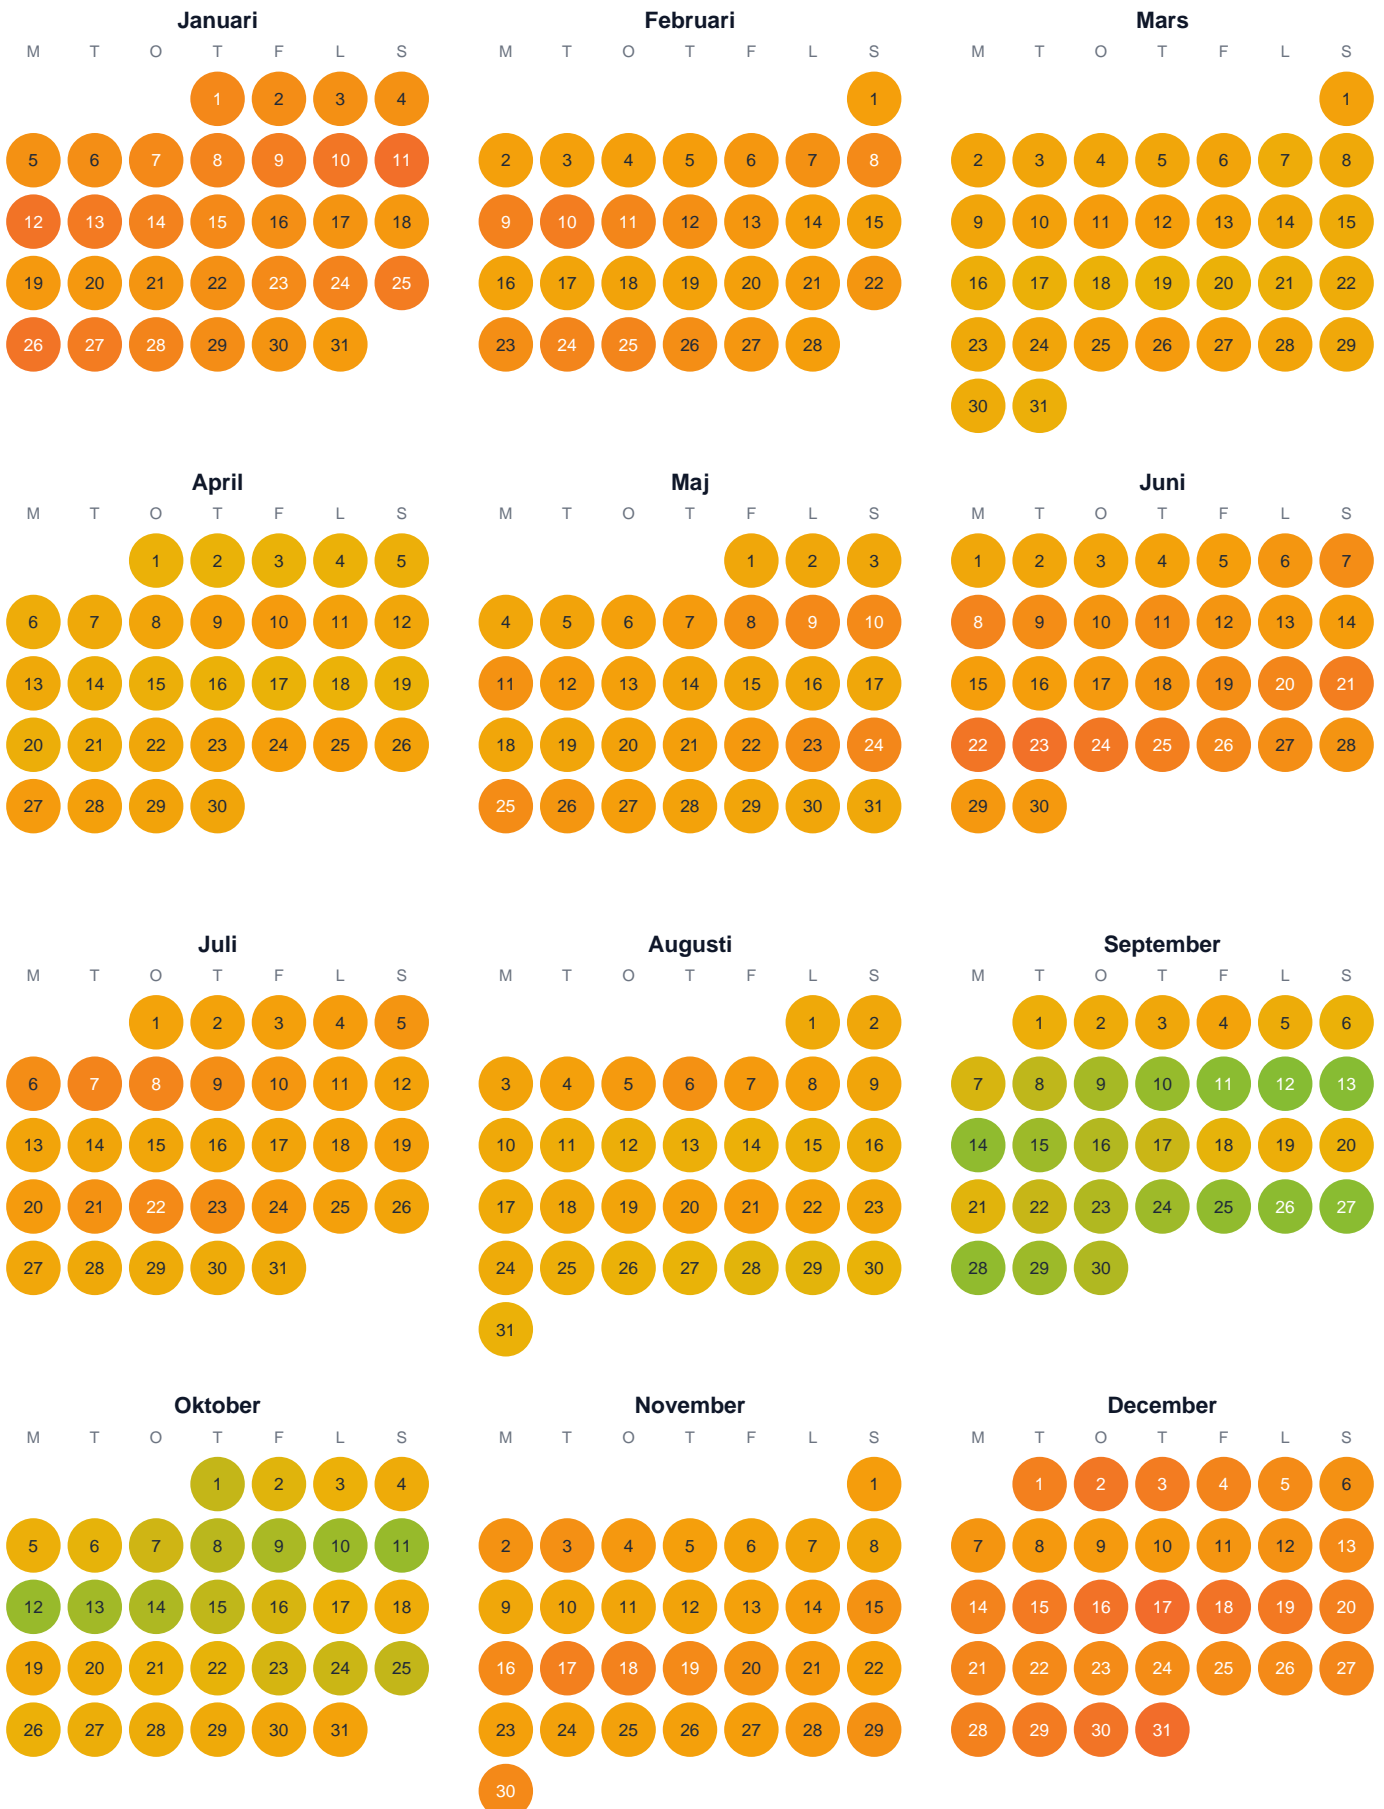 Januari Februari Mars
M T O T F L S M T O T F L S M T O T F L S
1 2 3 4 1 1
5 6 7 8 9 10 11 2 3 4 5 6 7 8 2 3 4 5 6 7 8
12 13 14 15 16 17 18 9 10 11 12 13 14 15 9 10 11 12 13 14 15
19 20 21 22 23 24 25 16 17 18 19 20 21 22 16 17 18 19 20 21 22
26 27 28 29 30 31 23 24 25 26 27 28 23 24 25 26 27 28 29
30 31
April Maj Juni
M T O T F L S M T O T F L S M T O T F L S
1 2 3 4 5 1 2 3 1 2 3 4 5 6 7
6 7 8 9 10 11 12 4 5 6 7 8 9 10 8 9 10 11 12 13 14
13 14 15 16 17 18 19 11 12 13 14 15 16 17 15 16 17 18 19 20 21
20 21 22 23 24 25 26 18 19 20 21 22 23 24 22 23 24 25 26 27 28
27 28 29 30 25 26 27 28 29 30 31 29 30
Juli Augusti September
M T O T F L S M T O T F L S M T O T F L S
1 2 3 4 5 1 2 1 2 3 4 5 6
6 7 8 9 10 11 12 3 4 5 6 7 8 9 7 8 9 10 11 12 13
13 14 15 16 17 18 19 10 11 12 13 14 15 16 14 15 16 17 18 19 20
20 21 22 23 24 25 26 17 18 19 20 21 22 23 21 22 23 24 25 26 27
27 28 29 30 31 24 25 26 27 28 29 30 28 29 30
31
Oktober November December
M T O T F L S M T O T F L S M T O T F L S
1 2 3 4 1 1 2 3 4 5 6
5 6 7 8 9 10 11 2 3 4 5 6 7 8 7 8 9 10 11 12 13
12 13 14 15 16 17 18 9 10 11 12 13 14 15 14 15 16 17 18 19 20
19 20 21 22 23 24 25 16 17 18 19 20 21 22 21 22 23 24 25 26 27
26 27 28 29 30 31 23 24 25 26 27 28 29 28 29 30 31
30